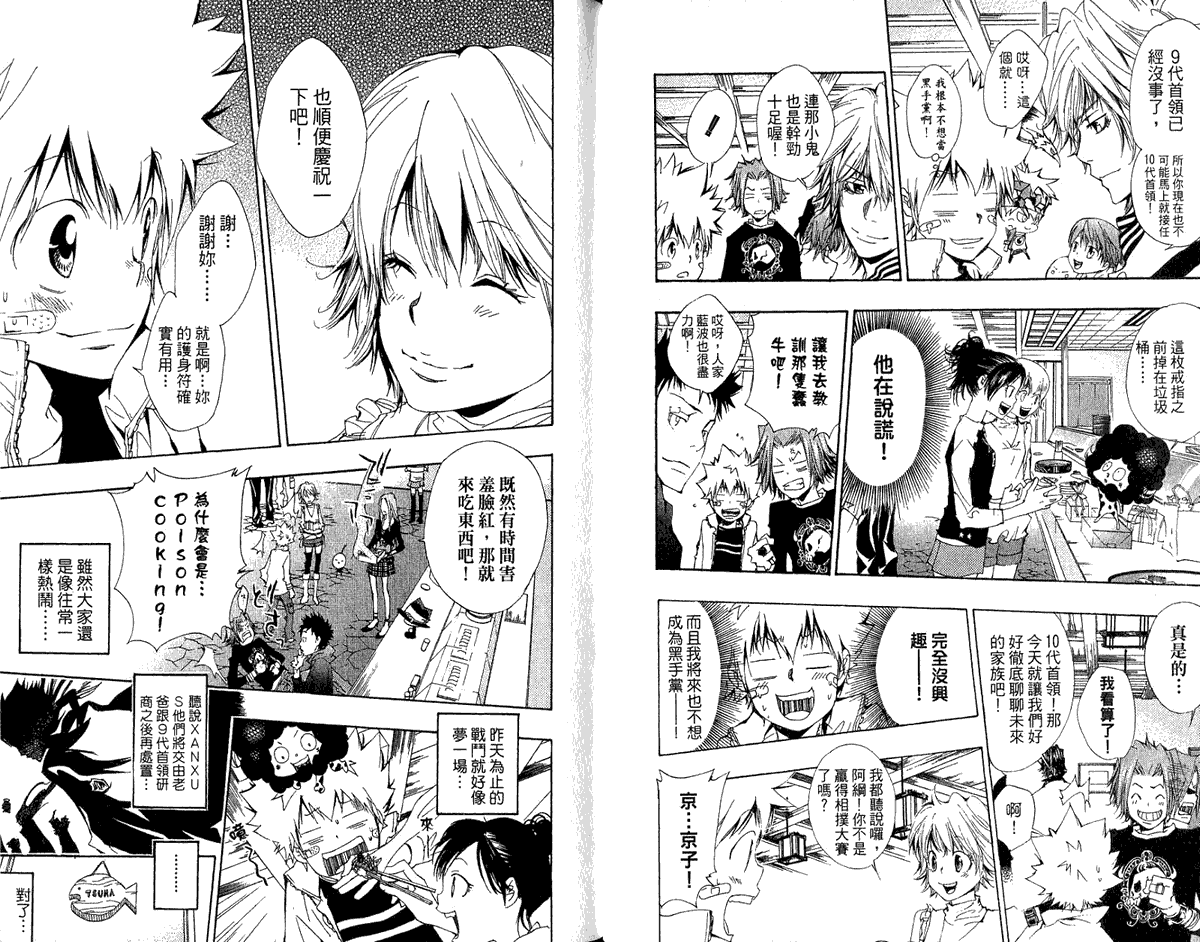 9代首領已
經沒事了，
所以你現在也不
可能馬上就接任
10代首領！
哎呀……這
個就……
我根本不想當
黑手黨啊！
連那小鬼
也是幹勁
十足喔！
！
這枚戒指之
前掉在垃圾
桶……
他在說謊！
讓我去教
訓那隻蠢
牛吧！
哎呀，人家
藍波也很盡
力啊！
真是的…
我看算了！
10代首領！那
今天就讓我們好
好徹底聊聊未來
的家族吧！
完全沒興
趣——！
而且我將來也不想
成為黑手黨——
啊！
我都聽說囉，
阿綱！你不是
贏得相撲大賽
了嗎？
京…京子！
也順便慶祝一
下吧！
謝…
謝謝妳……
就是啊…妳
的護身符確
實有用…
既然有時間害
羞臉紅，那就
來吃東西吧！
為什麼會是…
Poison
cooking！
雖然大家還
是像往常一
樣熱鬧……
昨天為止的
戰鬥就好像
夢一場…
聽說XANXU
S他們將交由老
爸跟9代首領研
商之後再處置…
………
TSUNA
對了…